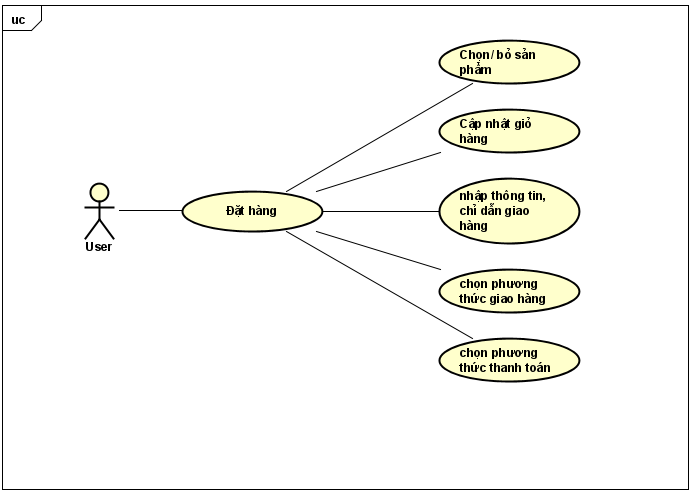 uc
Chọn/ bỏ sản
phẩm
Cập nhật giỏ
hàng
nhập thông tin,
chỉ dẫn giao
hàng
Đặt hàng
User
chọn phương
thức giao hàng
chọn phương
thức thanh toán